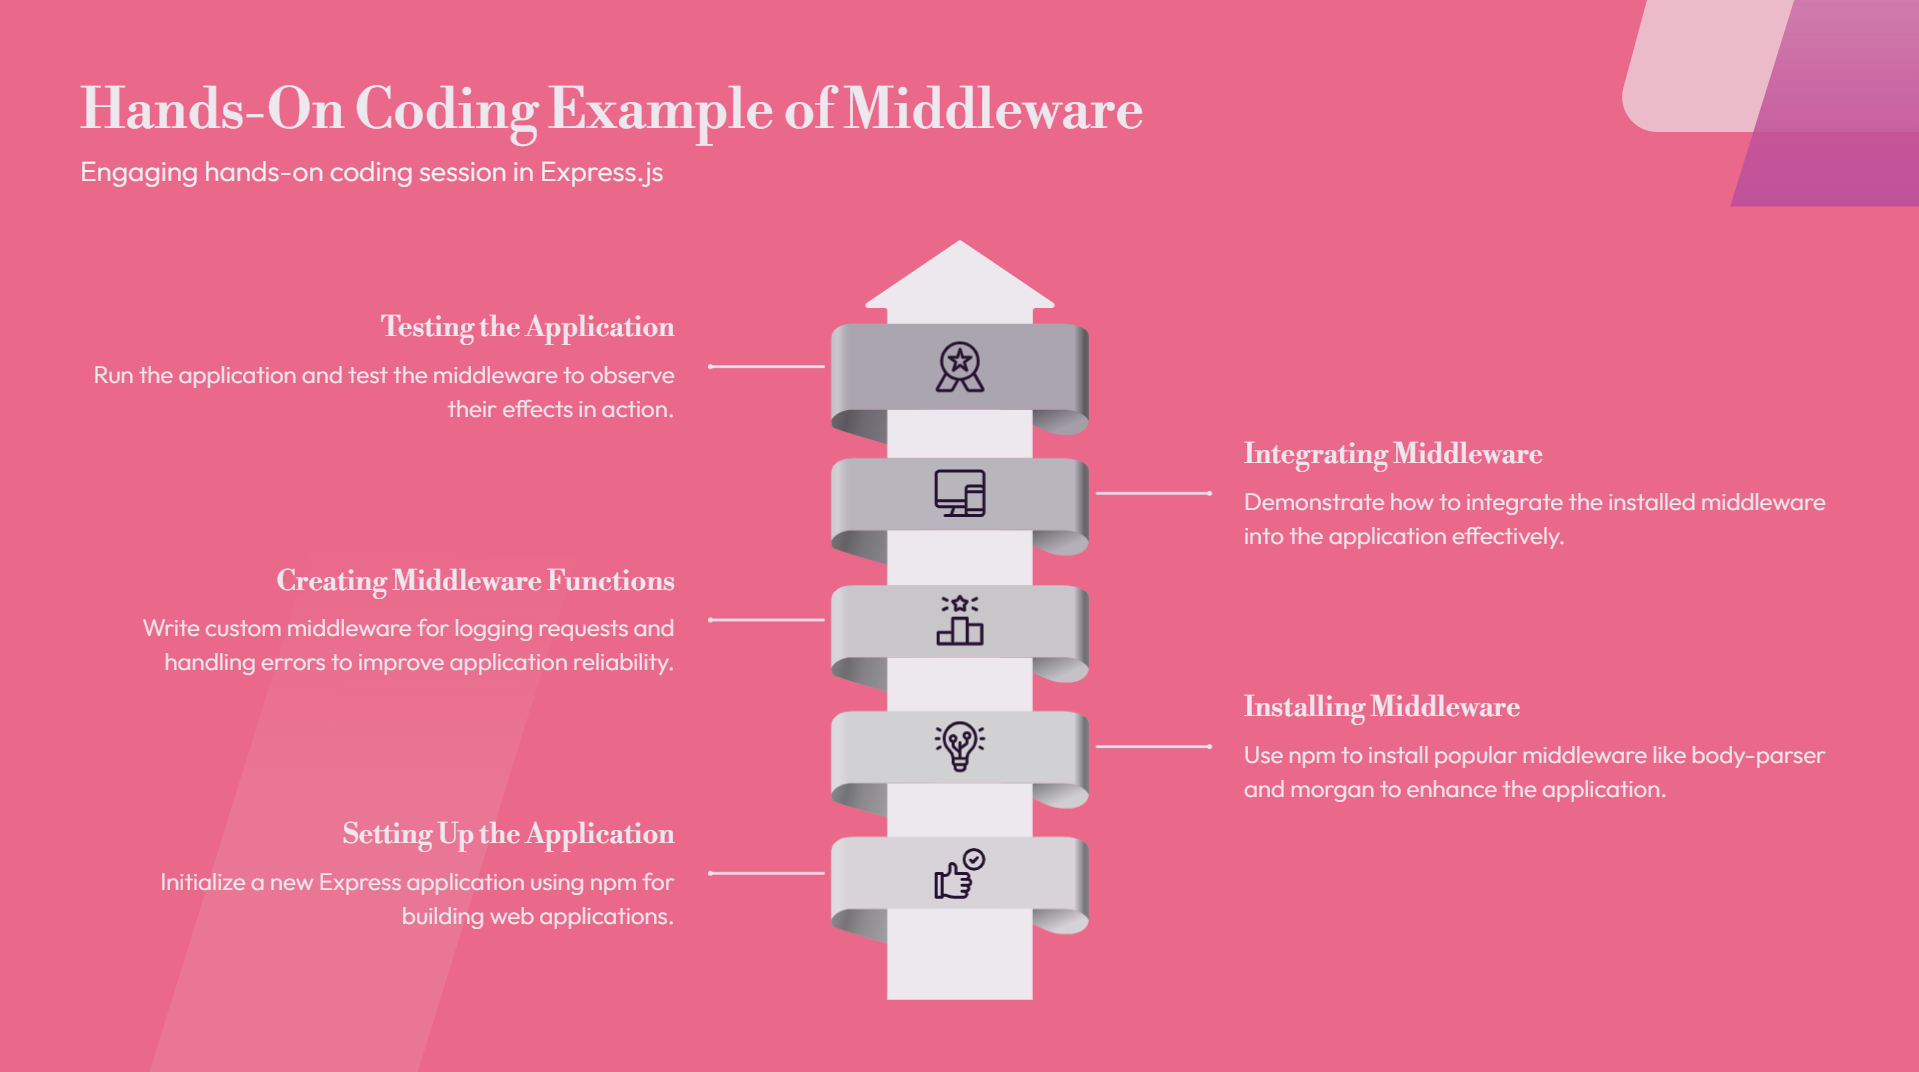 Hands-On Coding Example of Middleware
Engaging hands-on coding session in Express.js
Testing the Application
Run the application and test the middleware to observe
their effects in action.
Integrating Middleware
Demonstrate how to integrate the installed middleware
into the application effectively.
Creating Middleware Functions
Write custom middleware for logging requests and
handling errors to improve application reliability.
Installing Middleware
Use npm to install popular middleware like body-parser
and morgan to enhance the application.
Setting Up the Application
Initialize a new Express application using npm for
building web applications.